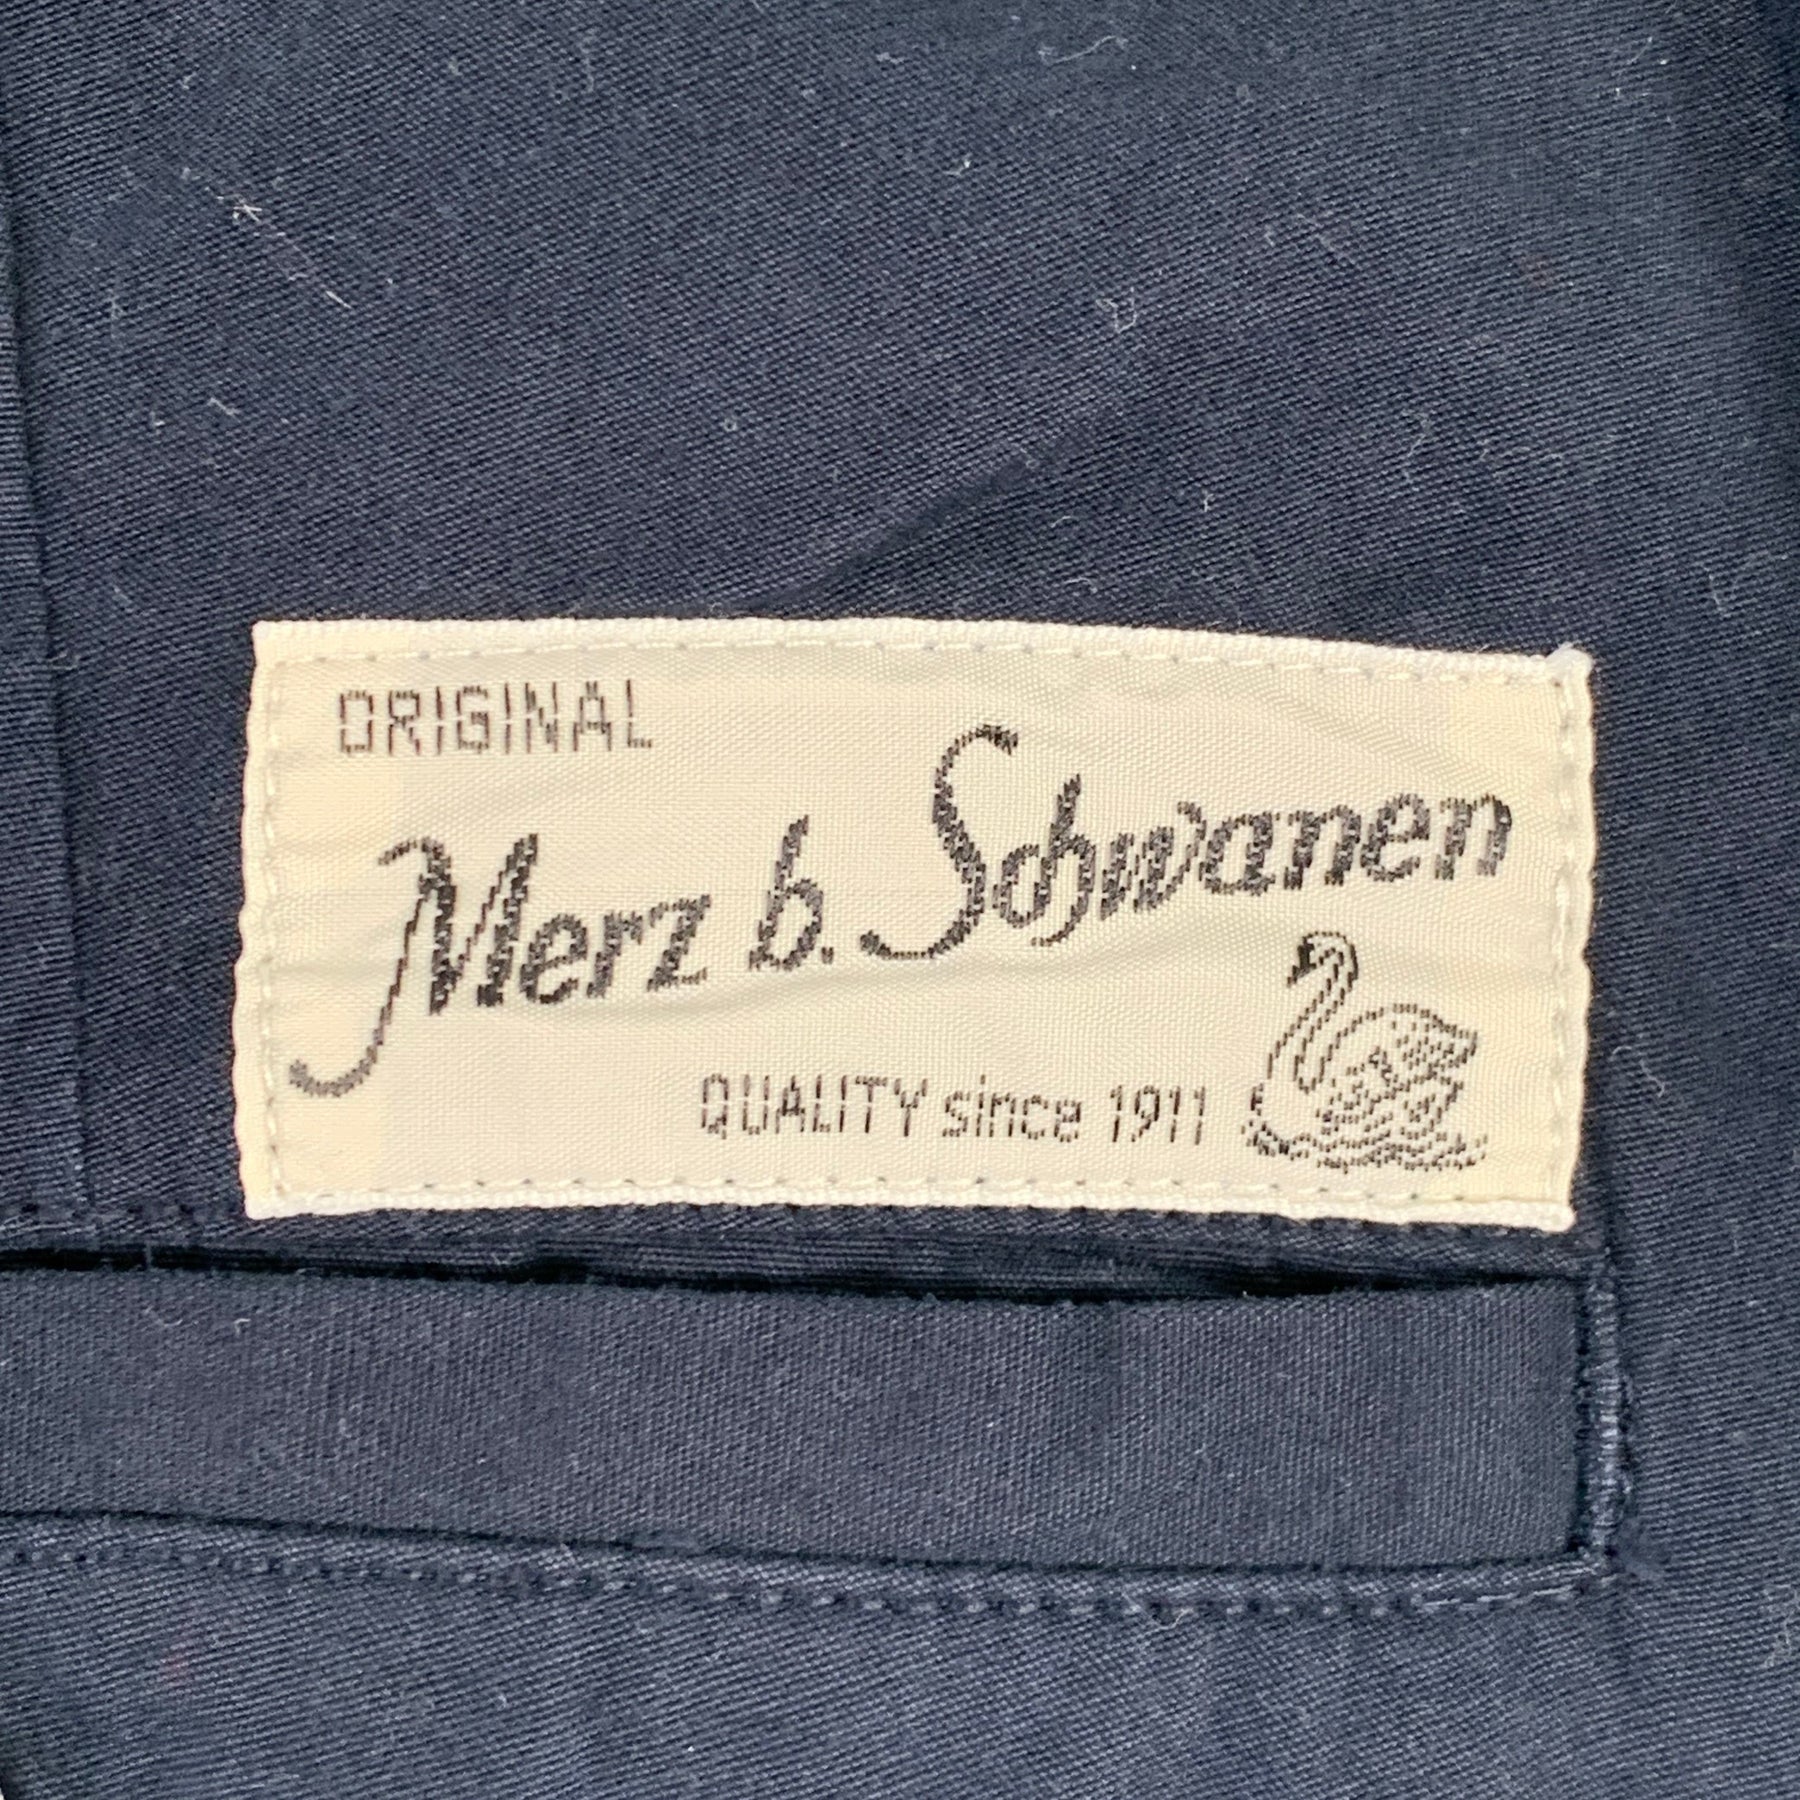 ORIGINAL
Merz b. Schwanen
QUALITY since 1911